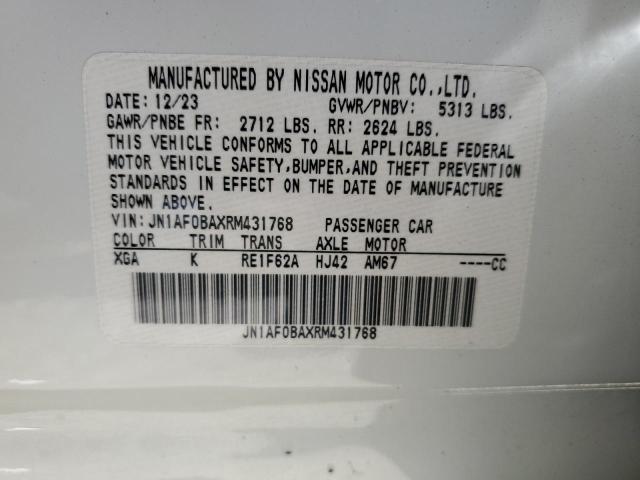 MANUFACTURED BY NISSAN MOTOR CO.,LTD.
DATE: 12/23 GVWR/PNBV: 5313 LBS.
GAWR/PNBE FR: 2712 LBS. RR: 2624 LBS.
THIS VEHICLE CONFORMS TO ALL APPLICABLE FEDERAL
MOTOR VEHICLE SAFETY,BUMPER,AND THEFT PREVENTION
STANDARDS IN EFFECT ON THE DATE OF MANUFACTURE
SHOWN ABOVE.
VIN: JN1AF0BAXRM431768 PASSENGER CAR
COLOR TRIM TRANS AXLE MOTOR
XGA K RE1F62A HJ42 AM67 ----CC
JN1AF0BAXRM431768